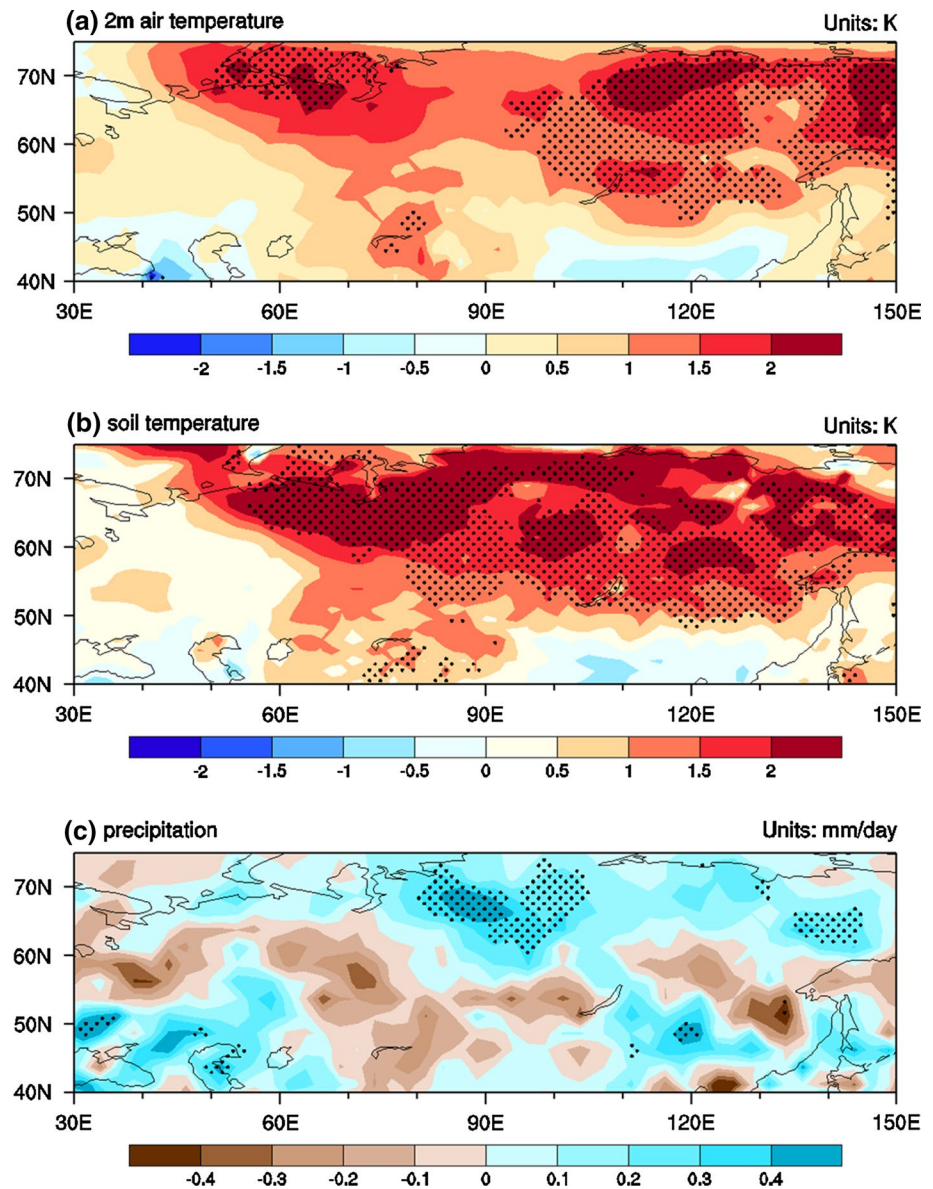 (a) 2m air temperature Units: K
70N
60N
50N
40N
30E 60E 90E 120E 150E
-2 -1.5 -1 -0.5 0 0.5 1 1.5 2
(b) soil temperature Units: K
70N
60N
50N
40N
30E 60E 90E 120E 150E
-2 -1.5 -1 -0.5 0 0.5 1 1.5 2
(c) precipitation Units: mm/day
70N
60N
50N
40N
30E 60E 90E 120E 150E
-0.4 -0.3 -0.2 -0.1 0 0.1 0.2 0.3 0.4